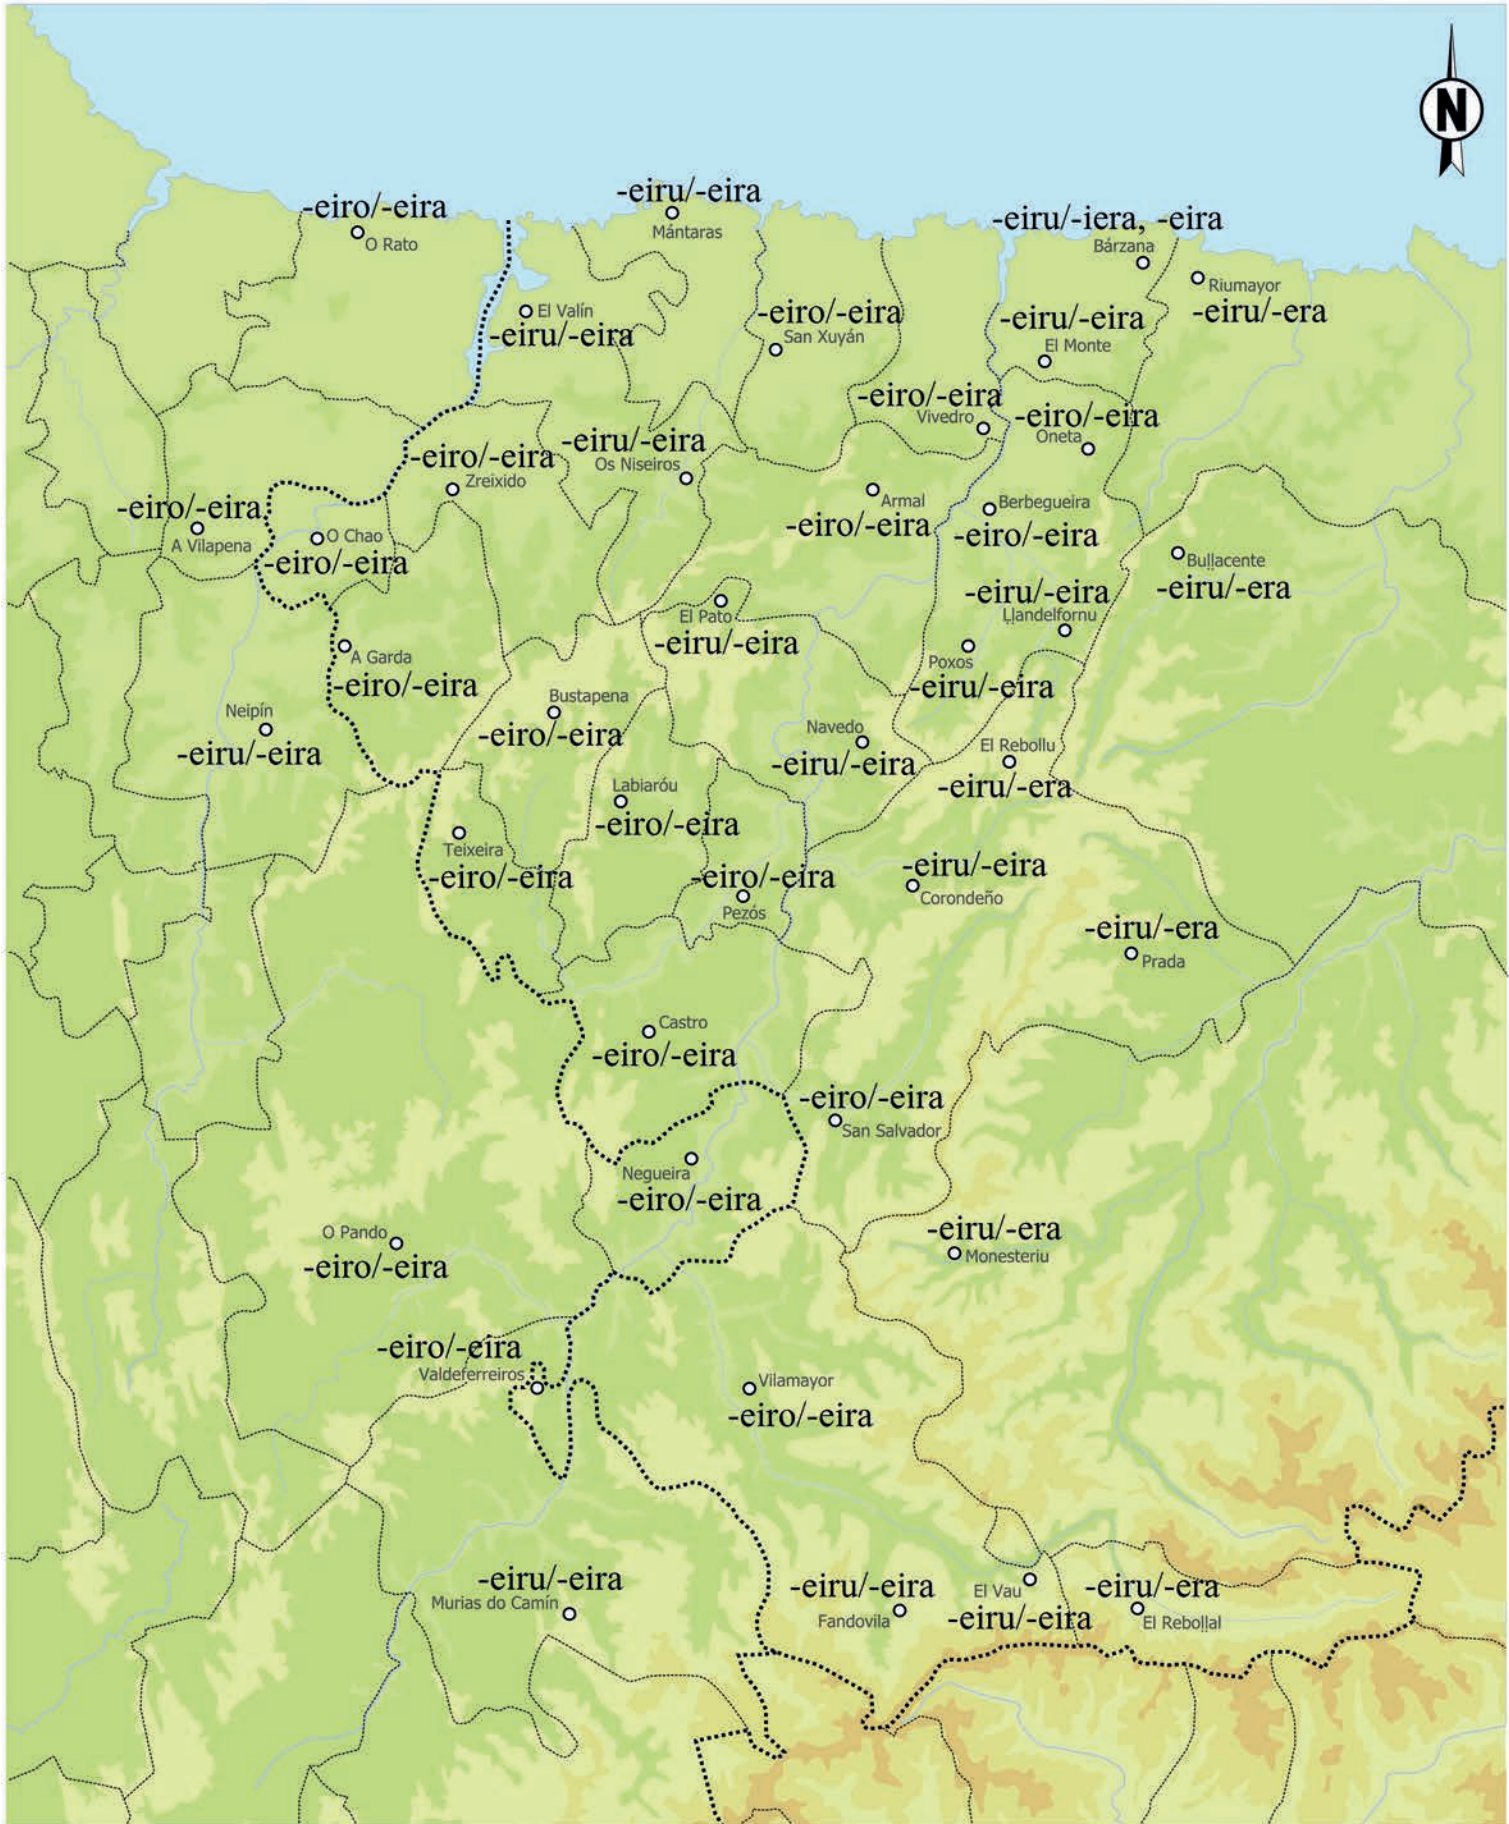 N
-eiru/-eira
Mántaras
-eiro/-eira
O Rato
-eiru/-iera, -eira
Bárzana
Riumayor
-eiru/-era
El Valín
-eiru/-eira
-eiro/-eira
San Xuyán
-eiru/-eira
El Monte
-eiro/-eira
Vivedro
-eiro/-eira
Oneta
-eiru/-eira
Os Niseiros
-eiro/-eira
Zreixido
-eiro/-eira
A Vilapena
O Chao
-eiro/-eira
Armal
-eiro/-eira
Berbegueira
-eiro/-eira
Buḷḷacente
-eiru/-era
-eiru/-eira
Ḷḷandelfornu
El Pato
-eiru/-eira
A Garda
-eiro/-eira
Poxos
-eiru/-eira
Bustapena
-eiro/-eira
Neipín
-eiru/-eira
Navedo
-eiru/-eira
El Rebollu
-eiru/-era
Labiaróu
-eiro/-eira
Teixeira
-eiro/-eira
-eiro/-eira
Pezós
-eiru/-eira
Corondeño
-eiru/-era
Prada
Castro
-eiro/-eira
-eiro/-eira
San Salvador
Negueira
-eiro/-eira
O Pando
-eiro/-eira
-eiru/-era
Monesteriu
-eiro/-eira
Valdeferreiros
Vilamayor
-eiro/-eira
-eiru/-eira
Murias do Camín
-eiru/-eira
Fandovila
El Vau
-eiru/-eira
-eiru/-era
El Reboḷḷal